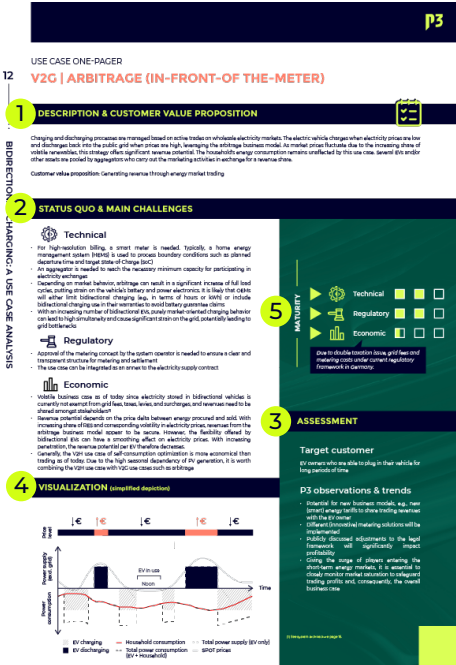 p3
USE CASE ONE-PAGER
12
V2G | ARBITRAGE (IN-FRONT-OF THE-METER)
1
DESCRIPTION & CUSTOMER VALUE PROPOSITION
Charging and discharging processes are managed based on active trades on wholesale electricity markets. The electric vehicle charges when electricity prices are low
and discharges back into the public grid when prices are high, leveraging the arbitrage business model. As market prices fluctuate due to the increasing share of
volatile renewables, this strategy offers significant revenue potential. The household's energy consumption remains unaffected by this use case. Several EVs and/or
other assets are pooled by aggregators who carry out the marketing activities in exchange for a revenue share.
Customer value proposition: Generating revenue through energy market trading.
CHARGING: A USE CASE ANALYSIS
2
STATUS QUO & MAIN CHALLENGES
Technical
• For high-resolution billing, a smart meter is needed. Typically, a home energy
management system (HEMS) is used to process boundary conditions such as planned
departure time and target State-of-Charge (SoC)
• An aggregator is needed to reach the necessary minimum capacity for participating in
electricity exchanges
• Depending on market behavior, arbitrage can result in a significant increase of full load
cycles, putting strain on the vehicle's battery and power electronics. It is likely that OEMs
will either limit bidirectional charging (e.g., in terms of hours or kWh) or include
bidirectional charging use in their warranties to avoid battery guarantee claims
• With an increasing number of bidirectional EVs, purely market-oriented charging behavior
can lead to high simultaneity and cause significant strain on the grid, potentially leading to
grid bottlenecks
Regulatory
• Approval of the metering concept by the system operator is needed to ensure a clear and
transparent structure for metering and settlement
• The use case can be integrated as an annex to the electricity supply contract
Economic
• Volatile business case as of today since electricity stored in bidirectional vehicles is
currently not exempt from grid fees, taxes, levies, and surcharges, and revenues need to be
shared amongst stakeholders
• Revenue potential depends on the price delta between energy procured and sold. With
increasing share of RES and corresponding volatility in electricity prices, revenues from the
arbitrage business model appear to be secure. However, the flexibility offered by
bidirectional EVs can have a smoothing effect on electricity prices. With increasing
penetration, the revenue potential per EV therefore decreases.
• Generally, the V2H use case of self-consumption optimization is more economical than
trading as of today. Due to the high seasonal dependency of PV generation, it is worth
combining the V2H use case with V2G use cases such as arbitrage
5
MATURITY
Technical
Regulatory
Economic
Due to double taxation issue, grid fees and
metering costs under current regulatory
framework in Germany.
3
ASSESSMENT
Target customer
EV owners who are able to plug in their vehicle for
long periods of time
P3 observations & trends
• Potential for new business models, e.g., new
(smart) energy tariffs to share trading revenues
with the EV owner
• Different (innovative) metering solutions will be
implemented
• Publicly discussed adjustments to the legal
framework will significantly impact
profitability
• Giving the surge of players entering the
short-term energy markets, it is essential to
closely monitor market saturation to safeguard
trading profits and, consequently, the overall
business case
4
VISUALIZATION (simplified depiction)
↓€ ↑€ ↓€ ↑€ ↓€
Price
level
Power supply
(excl. grid)
EV in use
Noon
Time
Power
consumption
EV charging
Household consumption
Total power supply (EV only)
EV discharging
Total power consumption
(EV + Household)
SPOT prices